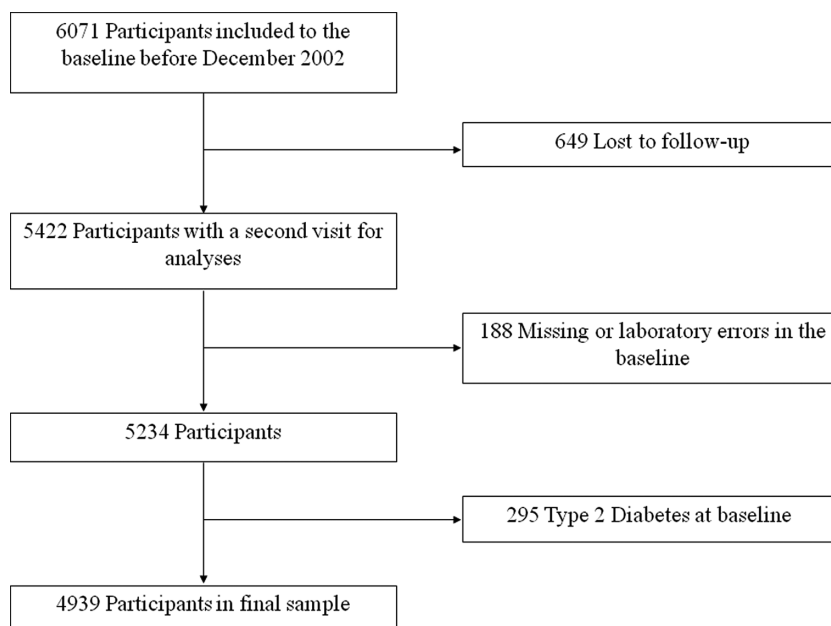 6071 Participants included to the
baseline before December 2002
649 Lost to follow-up
5422 Participants with a second visit for
analyses
188 Missing or laboratory errors in the
baseline
5234 Participants
295 Type 2 Diabetes at baseline
4939 Participants in final sample